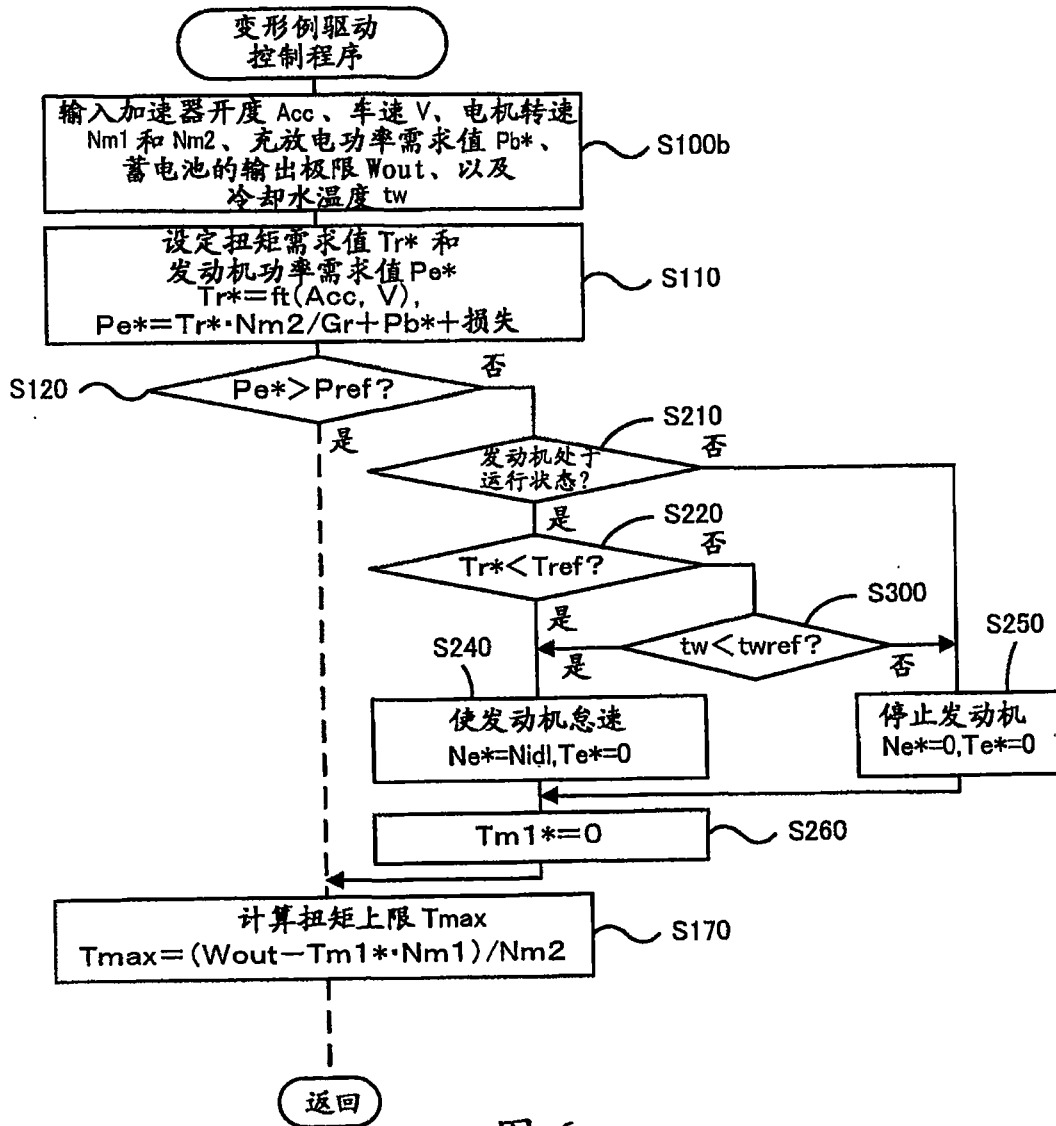 变形例驱动
控制程序
输入加速器开度 Acc、车速 V、电机转速
Nm1 和 Nm2、充放电功率需求值 Pb*、
蓄电池的输出极限 Wout、以及
冷却水温度 tw
S100b
设定扭矩需求值 Tr* 和
发动机功率需求值 Pe*
Tr*=ft(Acc, V),
Pe*=Tr*·Nm2/Gr+Pb*+损失
S110
S120
Pe*>Pref?
否
是
S210
发动机处于
运行状态?
否
是
S220
Tr*<Tref?
否
是
S300
tw<twref?
是
否
S240
使发动机怠速
Ne*=Nidl,Te*=0
S250
停止发动机
Ne*=0,Te*=0
Tm1*=0
S260
计算扭矩上限 Tmax
Tmax=(Wout-Tm1*·Nm1)/Nm2
S170
返回